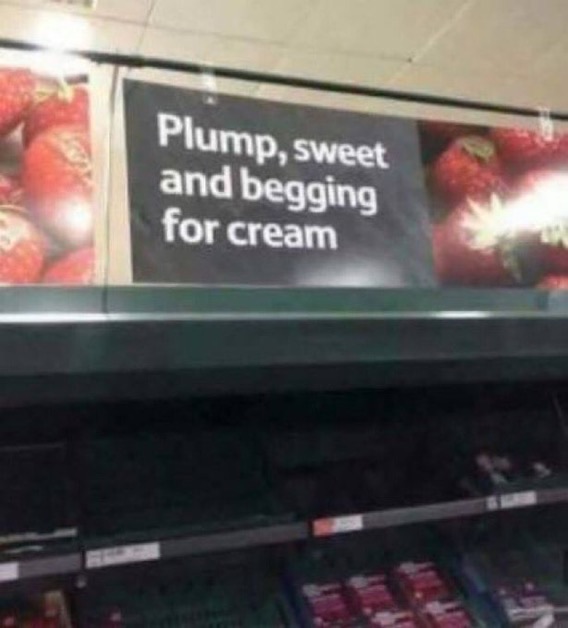 Plump, sweet
and begging
for cream